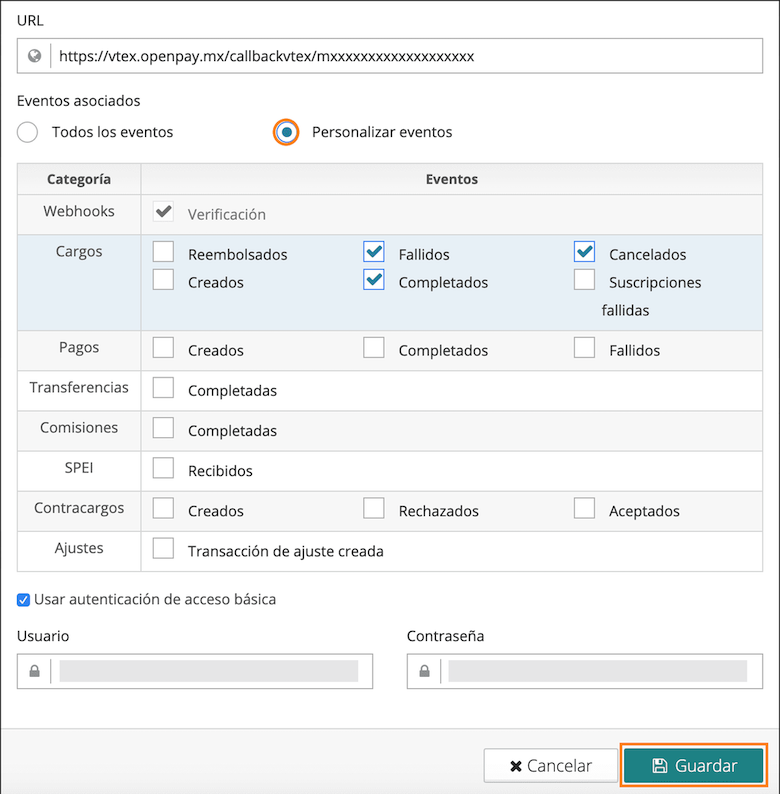 URL
https://vtex.openpay.mx/callbackvtex/mxxxxxxxxxxxxxxxxxxx
Eventos asociados
Todos los eventos Personalizar eventos
Categoría Eventos
Webhooks Verificación
Cargos Reembolsados Fallidos Cancelados
Creados Completados Suscripciones
fallidas
Pagos Creados Completados Fallidos
Transferencias Completadas
Comisiones Completadas
SPEI Recibidos
Contracargos Creados Rechazados Aceptados
Ajustes Transacción de ajuste creada
Usar autenticación de acceso básica
Usuario Contraseña
Cancelar Guardar